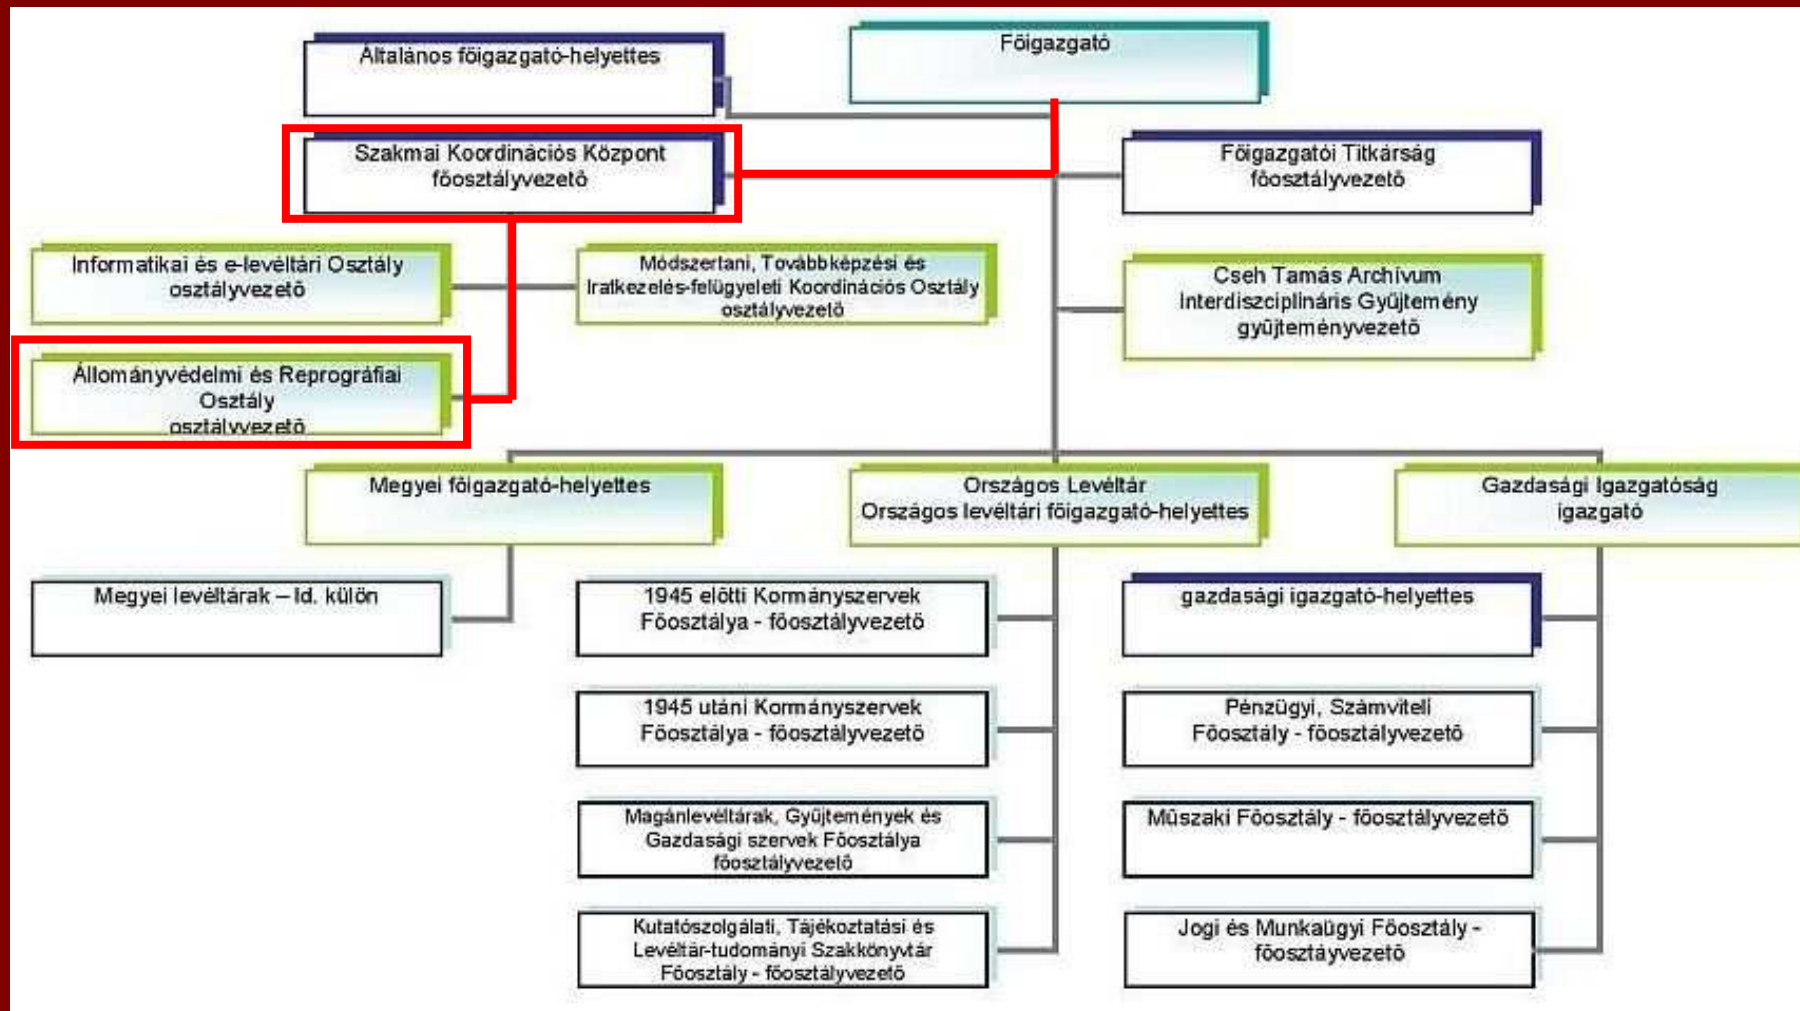 Általános főigazgató-helyettes
Főigazgató
Szakmai Koordinációs Központ
főosztályvezető
Főigazgatói Titkárság
főosztályvezető
Informatikai és e-levéltári Osztály
osztályvezető
Módszertani, Továbbképzési és
Iratkezelés-felügyeleti Koordinációs Osztály
osztályvezető
Cseh Tamás Archívum
Interdiszciplináris Gyűjtemény
gyűjteményvezető
Állományvédelmi és Reprográfiai
Osztály
osztályvezető
Megyei főigazgató-helyettes
Országos Levéltár
Országos levéltári főigazgató-helyettes
Gazdasági Igazgatóság
igazgató
Megyei levéltárak – ld. külön
1945 előtti Kormányszervek
Főosztálya - főosztályvezető
gazdasági igazgató-helyettes
1945 utáni Kormányszervek
Főosztálya - főosztályvezető
Pénzügyi, Számviteli
Főosztály - főosztályvezető
Magánlevéltárak, Gyűjtemények és
Gazdasági szervek Főosztálya
főosztályvezető
Műszaki Főosztály - főosztályvezető
Kutatószolgálati, Tájékoztatási és
Levéltár-tudományi Szakkönyvtár
Főosztály - főosztályvezető
Jogi és Munkaügyi Főosztály -
főosztáyvezető